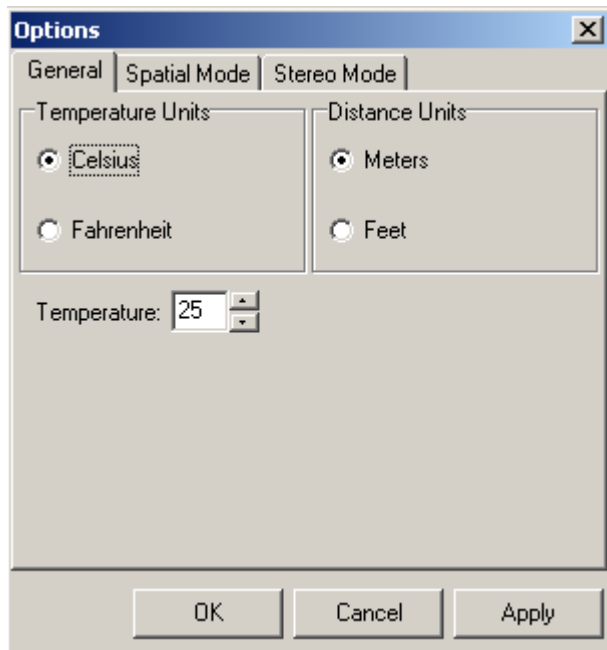 Options
General Spatial Mode Stereo Mode
Temperature Units Distance Units
Celsius Meters
Fahrenheit Feet
Temperature: 25
OK Cancel Apply